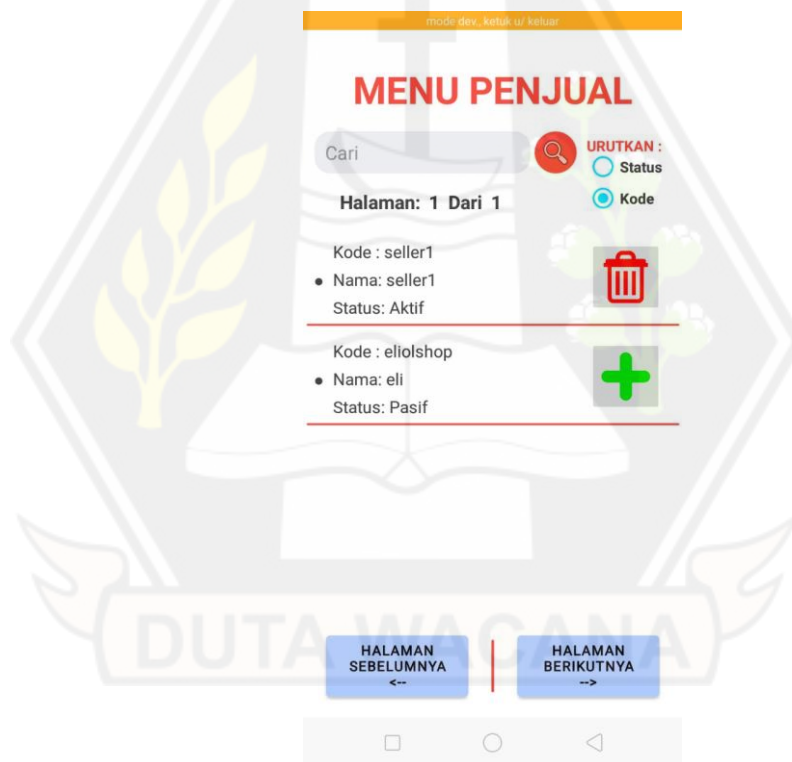 mode dev., ketuk u/ keluar
MENU PENJUAL
Cari
URUTKAN :
Status
Kode
Halaman: 1 Dari 1
Kode : seller1
Nama: seller1
Status: Aktif
Kode : eliolshop
Nama: eli
Status: Pasif
DUTA WACANA
HALAMAN
SEBELUMNYA
<--
HALAMAN
BERIKUTNYA
-->